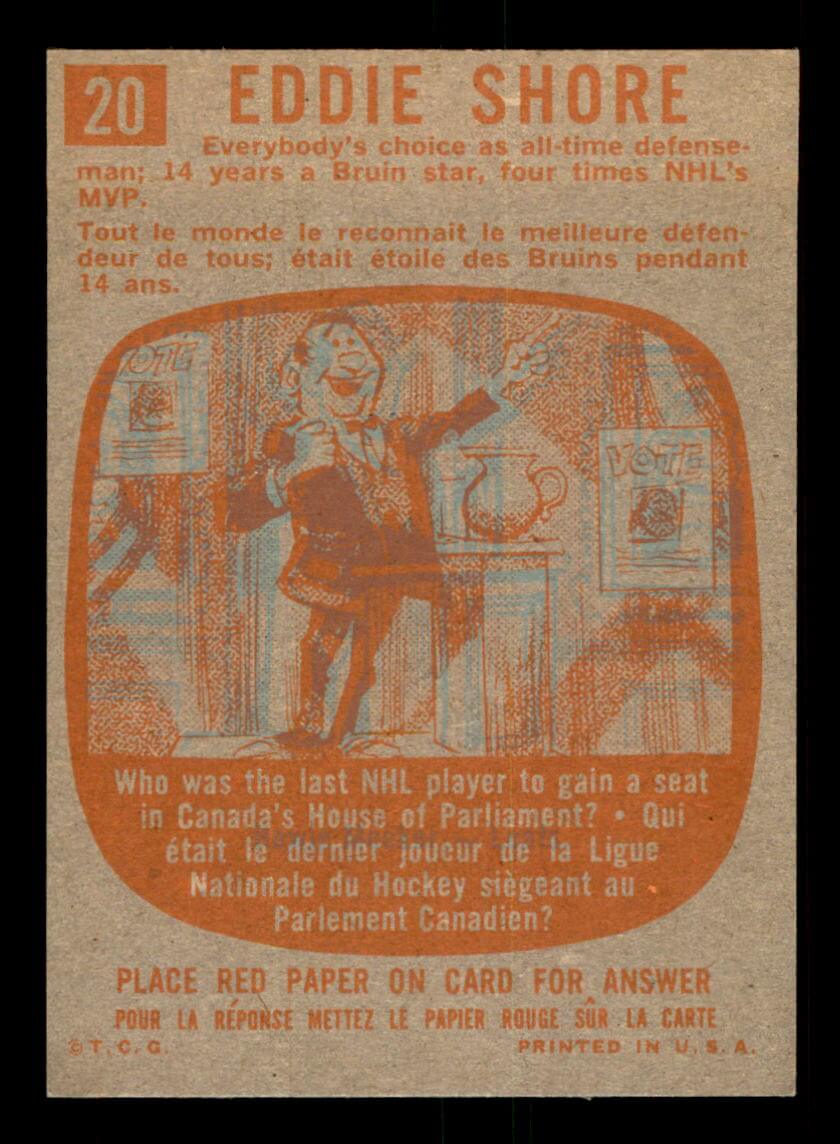 20
EDDIE SHORE
Everybody's choice as all-time defense-
man; 14 years a Bruin star, four times NHL's
MVP.
Tout le monde le reconnait le meilleure défen-
deur de tous; était étoile des Bruins pendant
14 ans.
VOTE
VOTE
Who was the last NHL player to gain a seat
in Canada's House of Parliament? • Qui
était le dernier joueur de la Ligue
Nationale du Hockey siègeant au
Parlement Canadien?
PLACE RED PAPER ON CARD FOR ANSWER
POUR LA RÉPONSE METTEZ LE PAPIER ROUGE SÛR LA CARTE
© T. C. G.
PRINTED IN U. S. A.